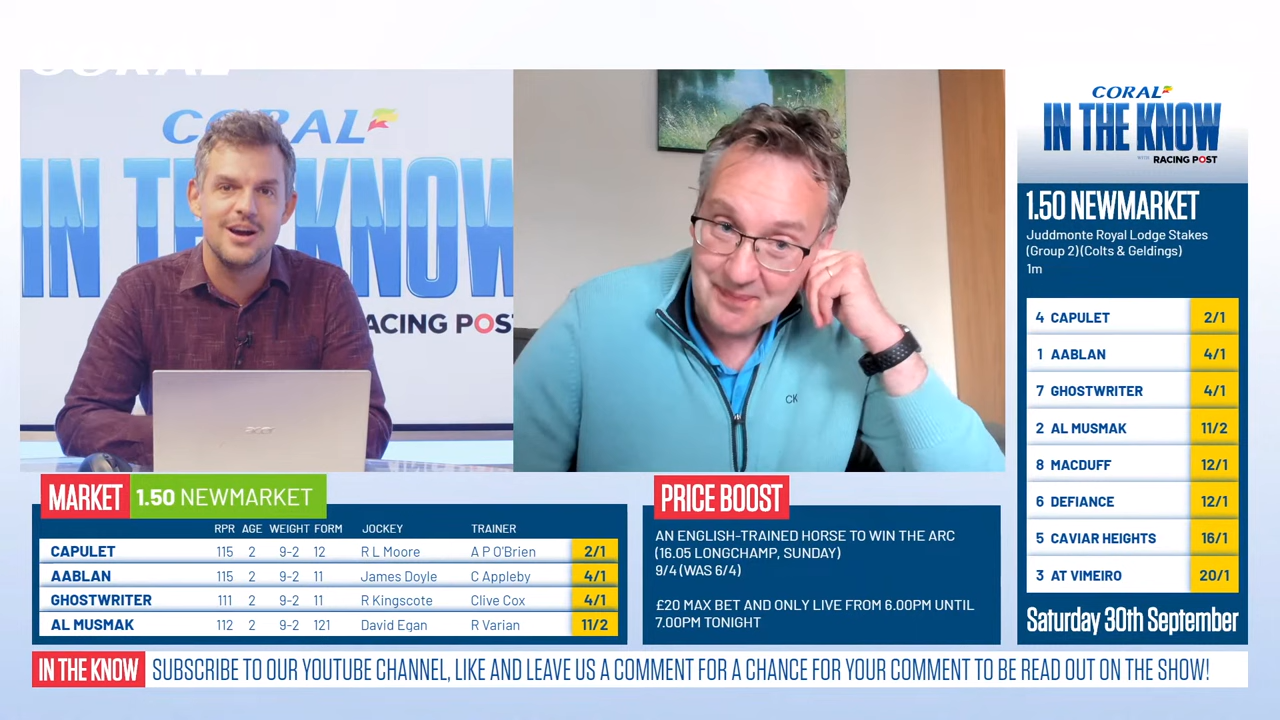 CORAL
CORAL
IN THE KNOW
RACING POST
acer
CK
CORAL
IN THE KNOW
WITH
RACING POST
1.50 NEWMARKET
Juddmonte Royal Lodge Stakes
(Group 2)(Colts & Geldings)
1m
4 CAPULET 2/1
1 AABLAN 4/1
7 GHOSTWRITER 4/1
2 AL MUSMAK 11/2
8 MACDUFF 12/1
6 DEFIANCE 12/1
5 CAVIAR HEIGHTS 16/1
3 AT VIMEIRO 20/1
Saturday 30th September
MARKET 1.50 NEWMARKET
RPR AGE WEIGHT FORM JOCKEY TRAINER
CAPULET 115 2 9-2 12 R L Moore A P O'Brien 2/1
AABLAN 115 2 9-2 11 James Doyle C Appleby 4/1
GHOSTWRITER 111 2 9-2 11 R Kingscote Clive Cox 4/1
AL MUSMAK 112 2 9-2 121 David Egan R Varian 11/2
PRICE BOOST
AN ENGLISH-TRAINED HORSE TO WIN THE ARC
(16.05 LONGCHAMP, SUNDAY)
9/4 (WAS 6/4)
£20 MAX BET AND ONLY LIVE FROM 6.00PM UNTIL
7.00PM TONIGHT
IN THE KNOW SUBSCRIBE TO OUR YOUTUBE CHANNEL, LIKE AND LEAVE US A COMMENT FOR A CHANCE FOR YOUR COMMENT TO BE READ OUT ON THE SHOW!